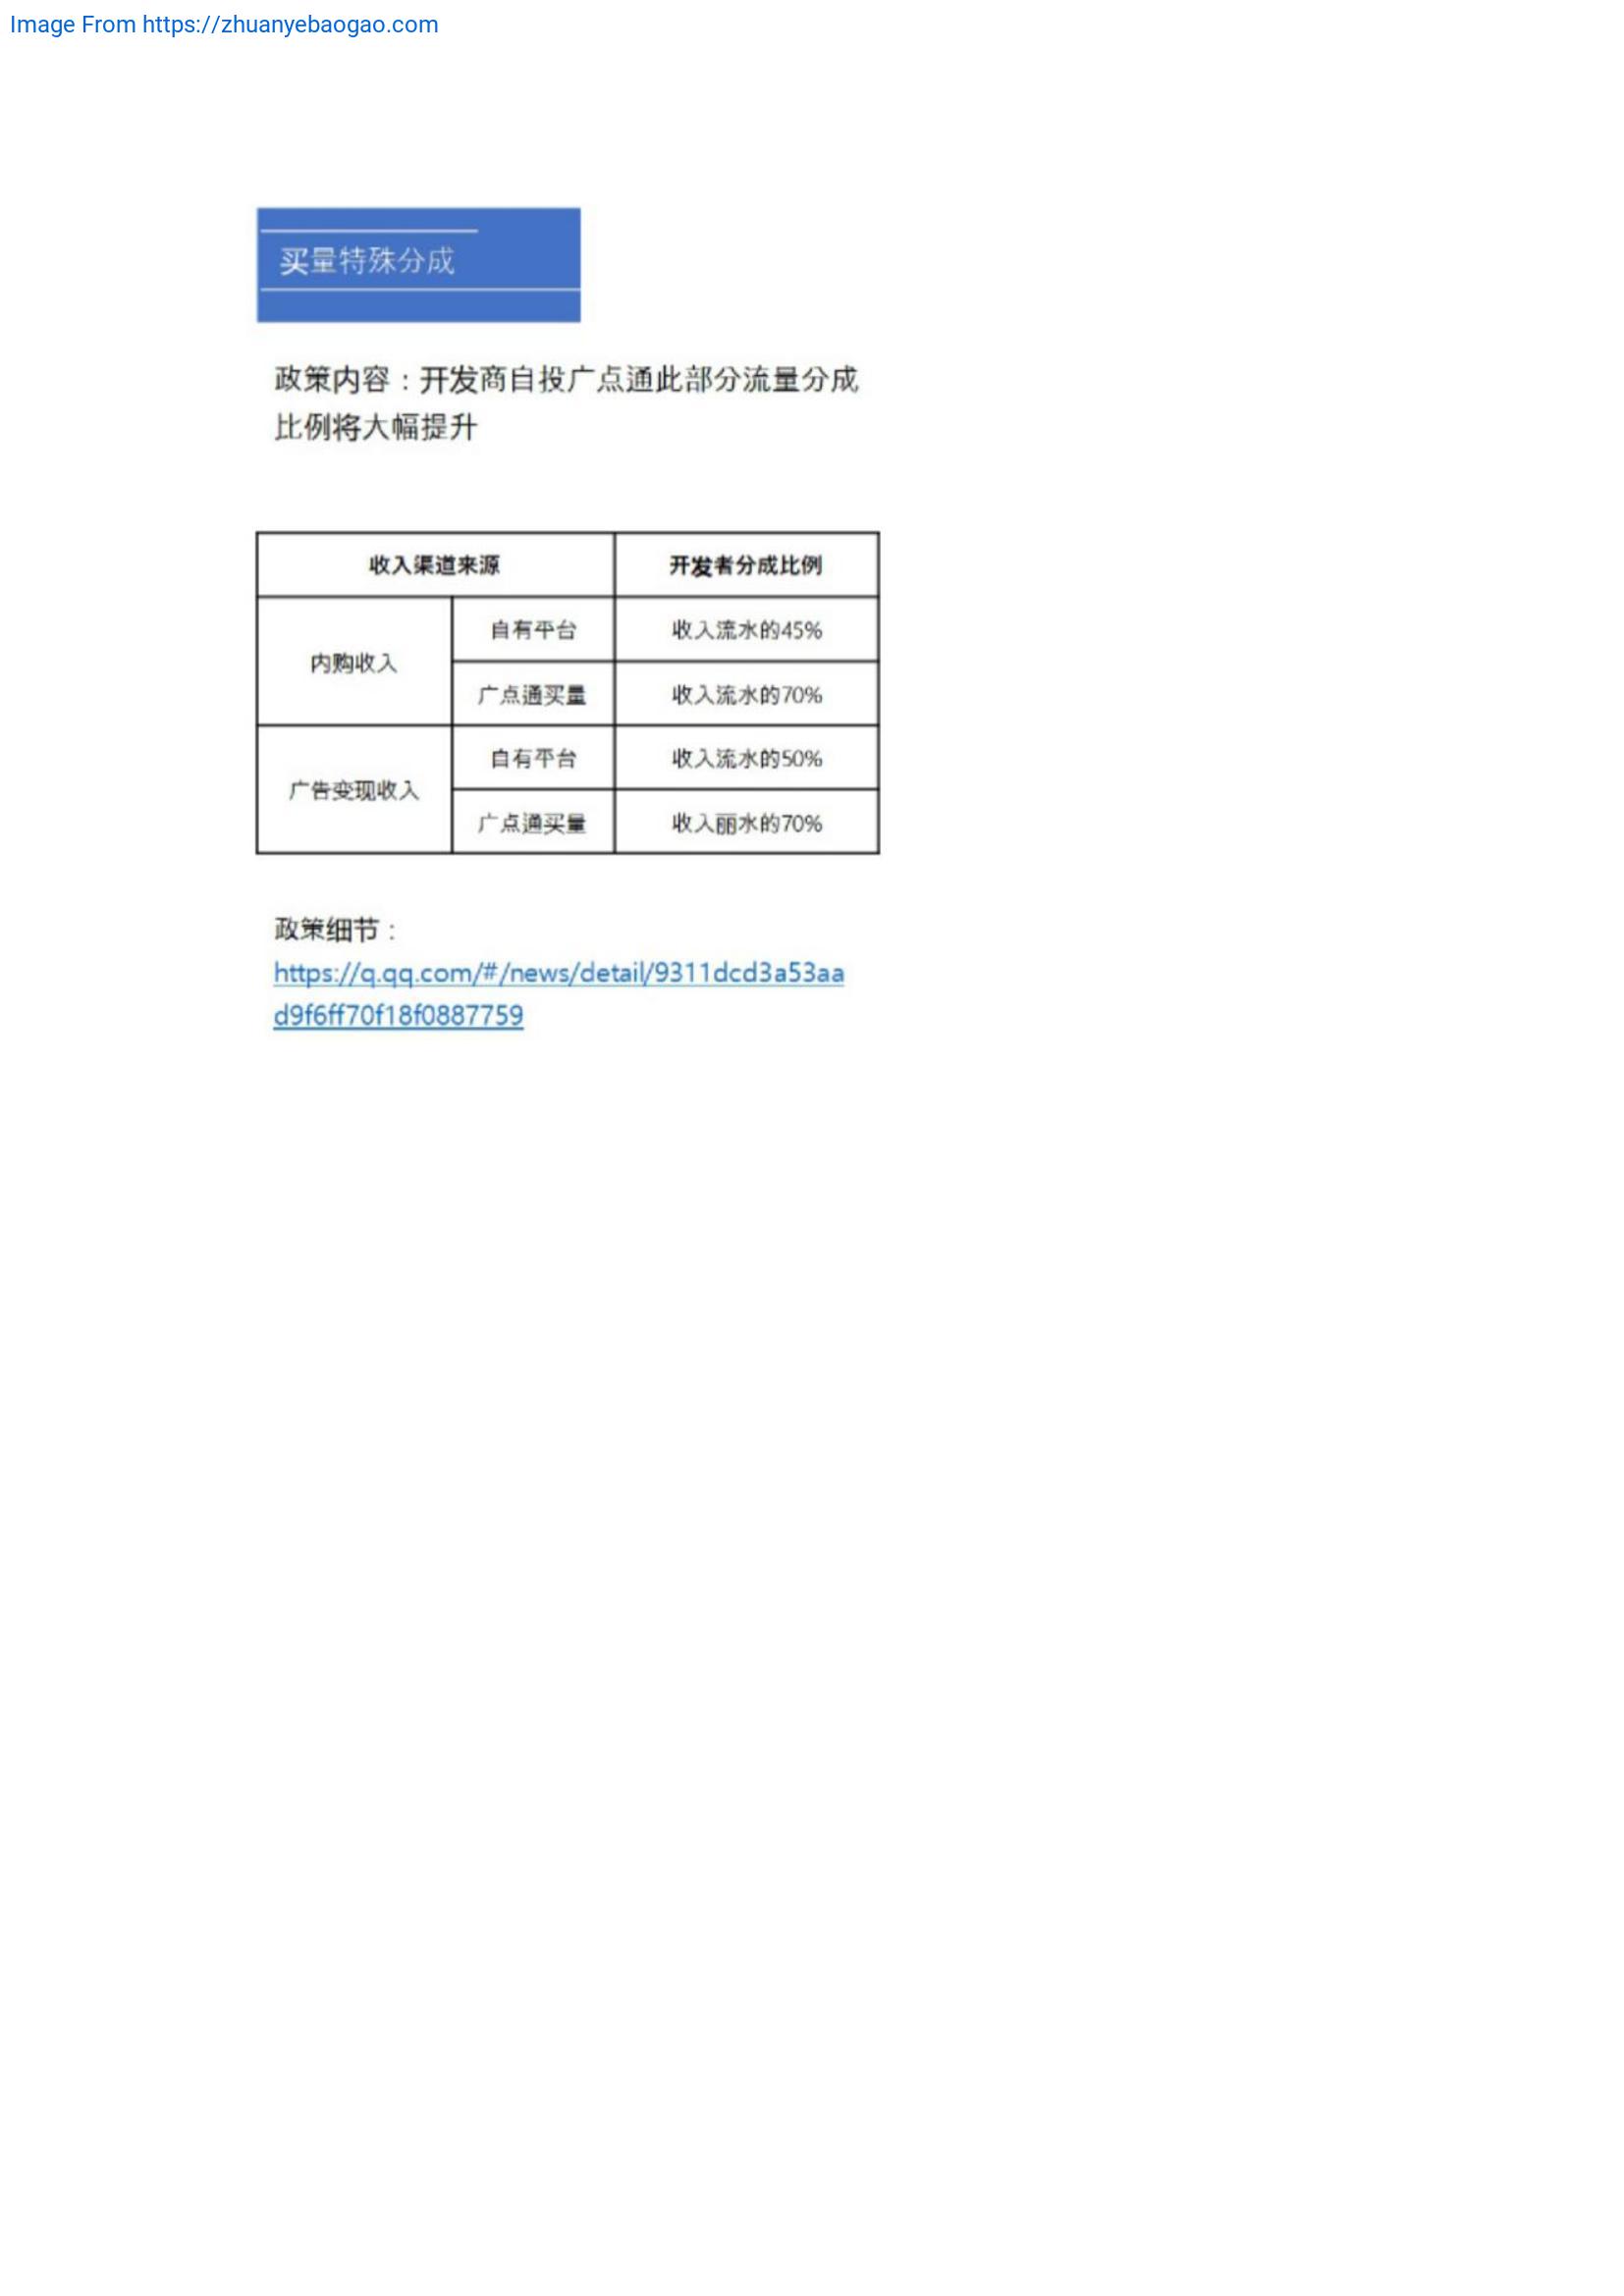 Image From https://zhuanyebaogao.com
买量特殊分成
政策内容：开发商自投广点通此部分流量分成
比例将大幅提升
收入渠道来源 开发者分成比例
内购收入 自有平台 收入流水的45%
广点通买量 收入流水的70%
广告变现收入 自有平台 收入流水的50%
广点通买量 收入丽水的70%
政策细节：
https://q.qq.com/#/news/detail/9311dcd3a53aa
d9f6ff70f18f0887759